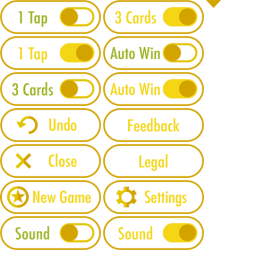 1 Tap
3 Cards
1 Tap
Auto Win
3 Cards
Auto Win
Undo
Feedback
Close
Legal
New Game
Settings
Sound
Sound